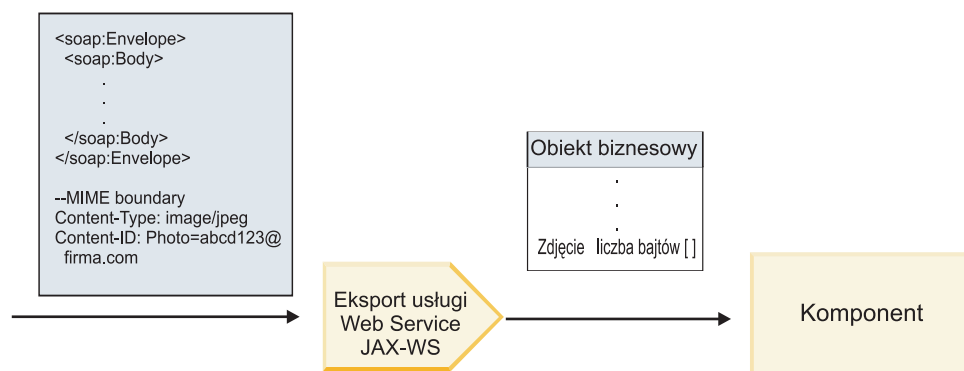 <soap:Envelope>
<soap:Body>
.
.
.
</soap:Body>
</soap:Envelope>
--MIME boundary
Content-Type: image/jpeg
Content-ID: Photo=abcd123@
firma.com
Obiekt biznesowy
.
.
.
Zdjęcie liczba bajtów [ ]
Eksport usługi
Web Service
JAX-WS
Komponent